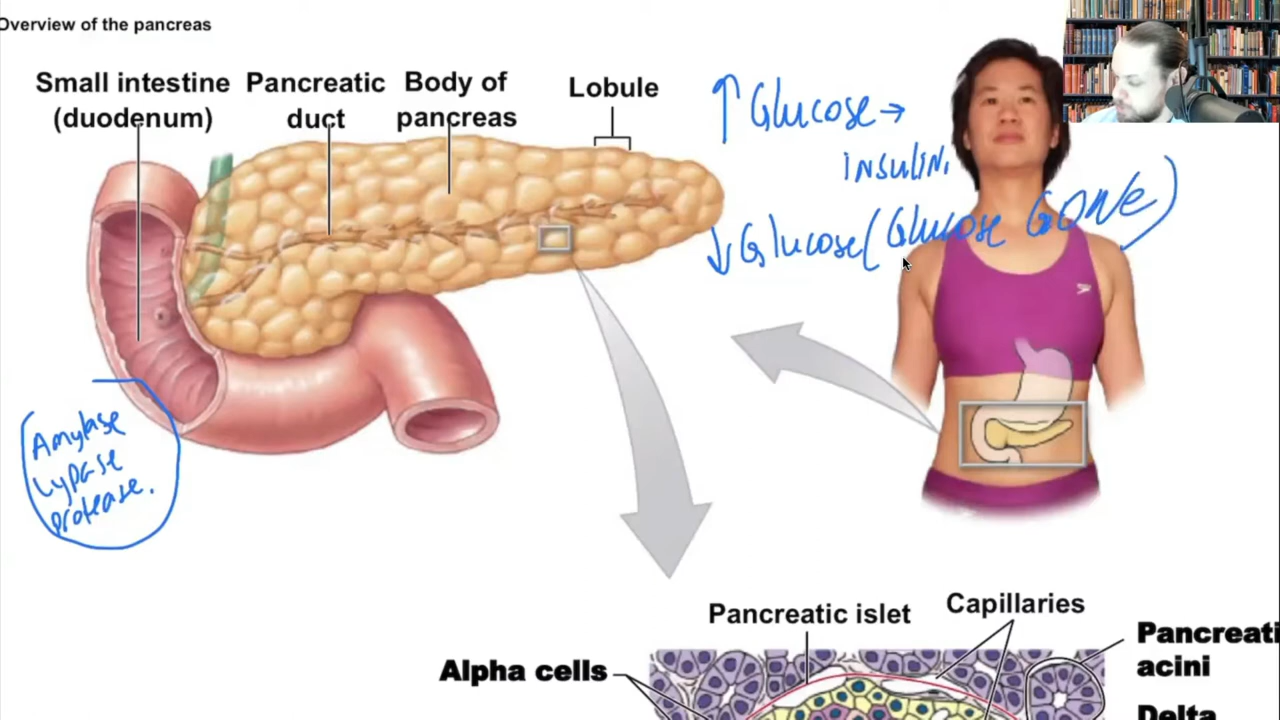 Overview of the pancreas
Small intestine
(duodenum)
Pancreatic
duct
Body of
pancreas
Lobule
↑ Glucose →
INSULIN,
↓ Glucose (Glucose GONE)
Amylase
Lypase
protease.
Pancreatic islet
Capillaries
Pancreati
acini
Alpha cells
Delta